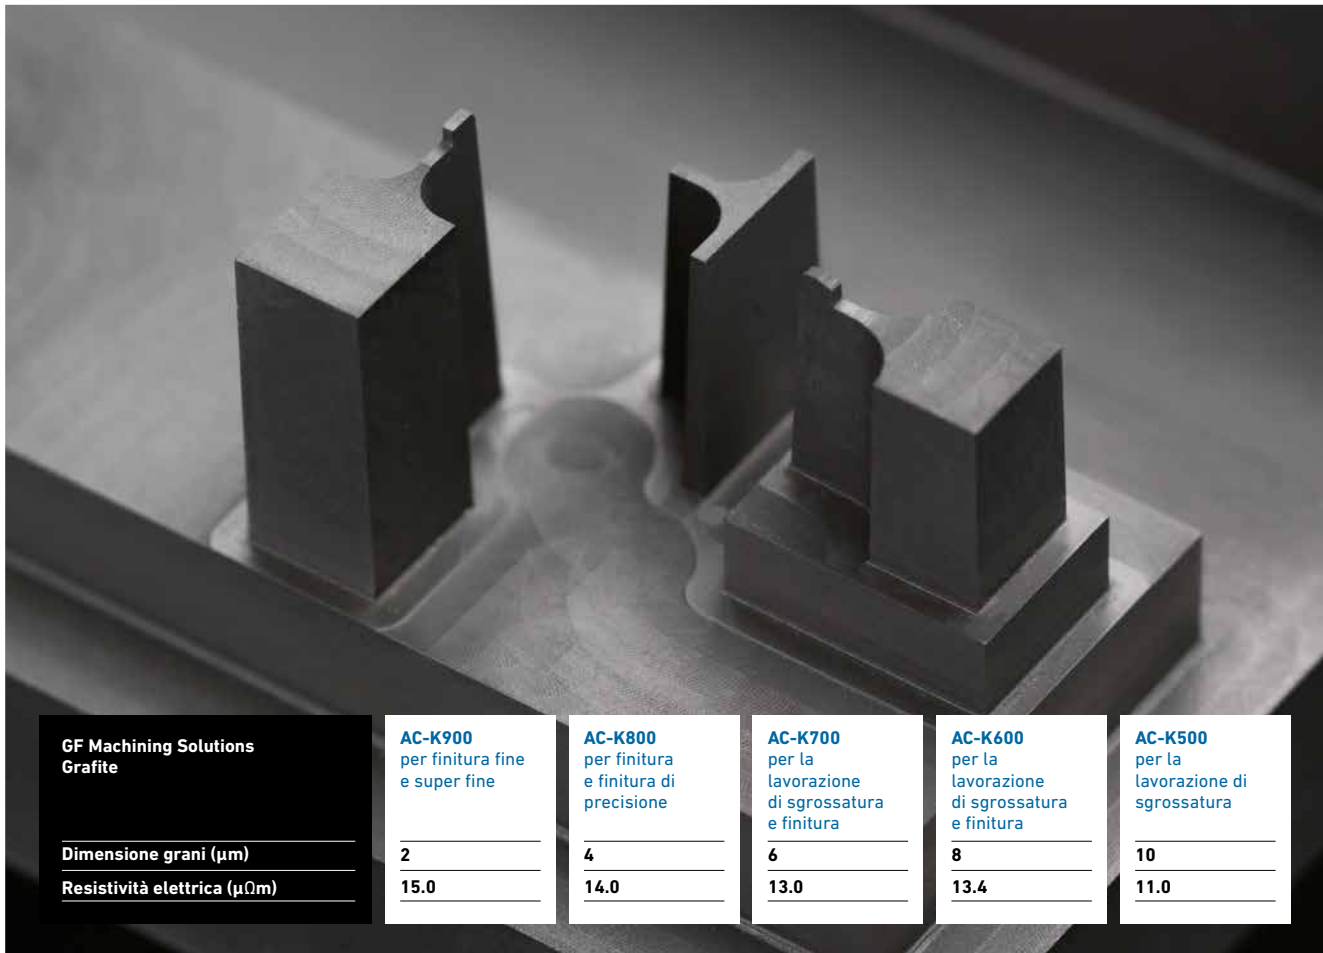 GF Machining Solutions
Grafite
AC-K900
per finitura fine
e super fine
AC-K800
per finitura
e finitura di
precisione
AC-K700
per la
lavorazione
di sgrossatura
e finitura
AC-K600
per la
lavorazione
di sgrossatura
e finitura
AC-K500
per la
lavorazione di
sgrossatura
Dimensione grani (µm)
2
4
6
8
10
Resistività elettrica (µΩm)
15.0
14.0
13.0
13.4
11.0